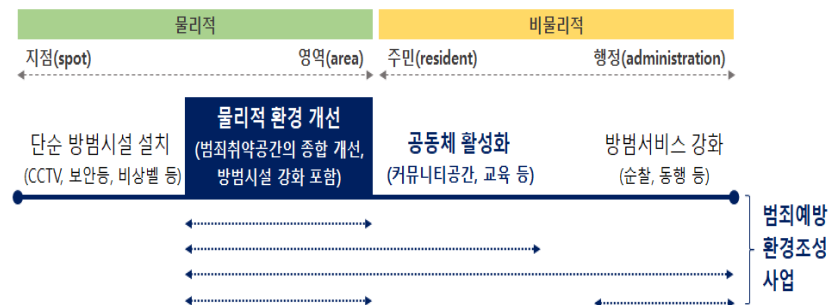 물리적
비물리적
지점(spot)
영역(area)
주민(resident)
행정(administration)
단순 방범시설 설치
(CCTV, 보안등, 비상벨 등)
물리적 환경 개선
(범죄취약공간의 종합 개선,
방범시설 강화 포함)
공동체 활성화
(커뮤니티공간, 교육 등)
방범서비스 강화
(순찰, 동행 등)
범죄예방
환경조성
사업